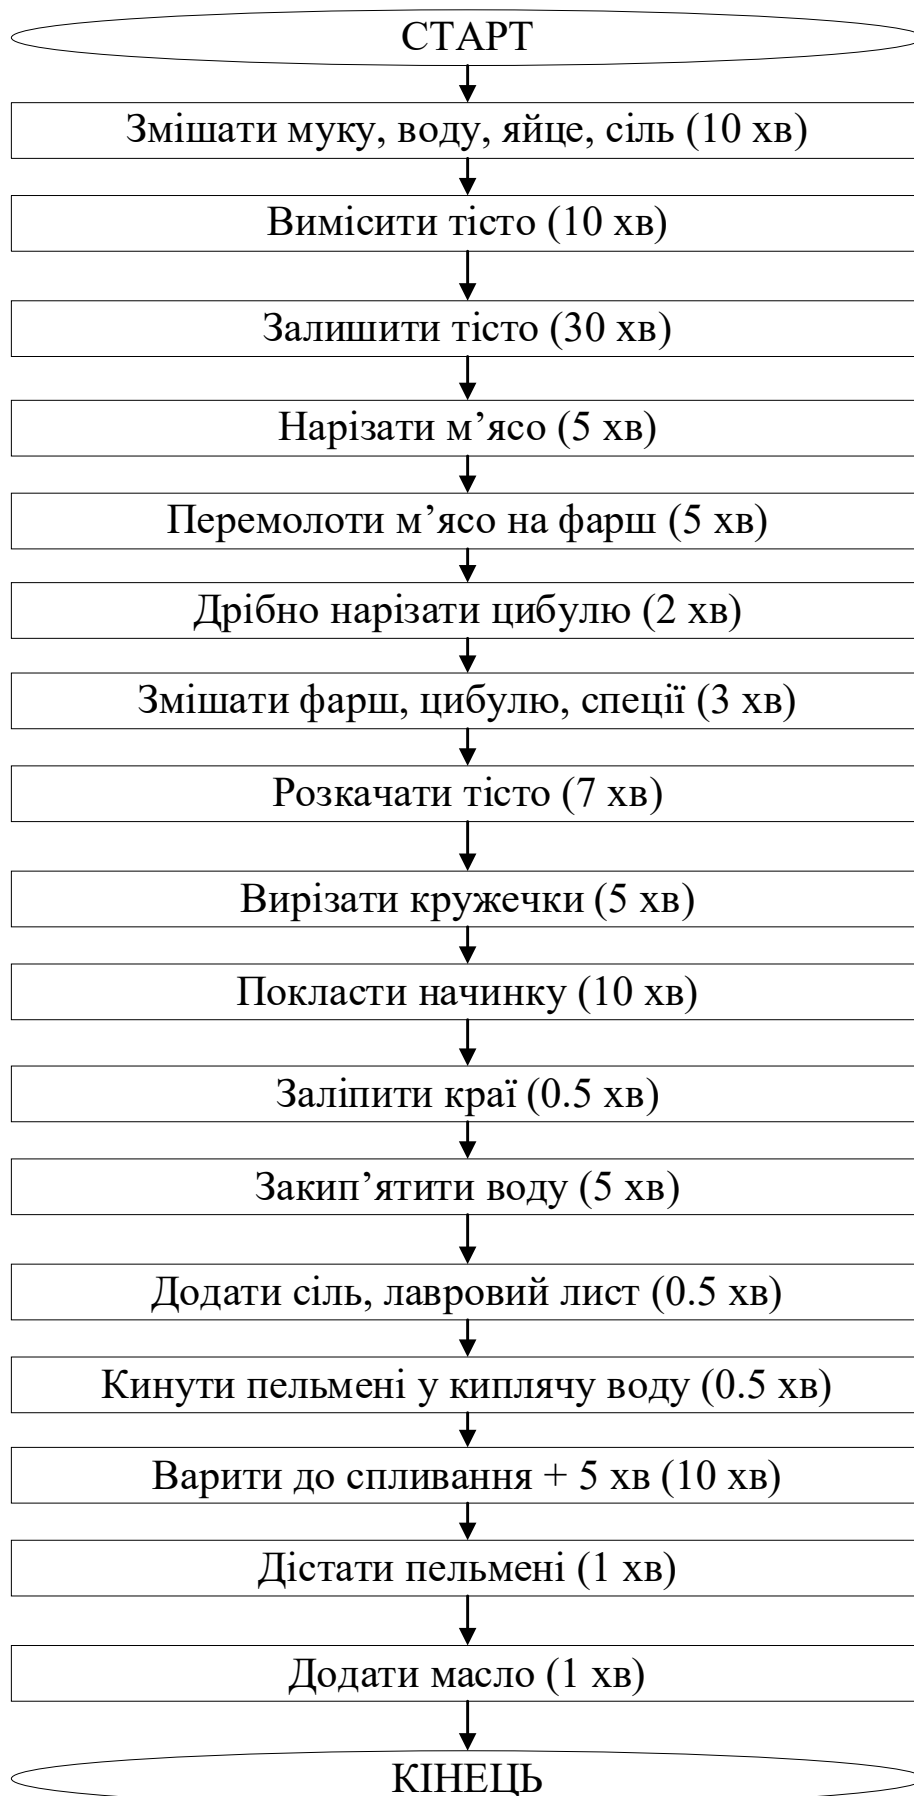 СТАРТ
Змішати муку, воду, яйце, сіль (10 хв)
Вимісити тісто (10 хв)
Залишити тісто (30 хв)
Нарізати м’ясо (5 хв)
Перемолоти м’ясо на фарш (5 хв)
Дрібно нарізати цибулю (2 хв)
Змішати фарш, цибулю, спеції (3 хв)
Розкачати тісто (7 хв)
Вирізати кружечки (5 хв)
Покласти начинку (10 хв)
Заліпити краї (0.5 хв)
Закип’ятити воду (5 хв)
Додати сіль, лавровий лист (0.5 хв)
Кинути пельмені у киплячу воду (0.5 хв)
Варити до спливання + 5 хв (10 хв)
Дістати пельмені (1 хв)
Додати масло (1 хв)
КІНЕЦЬ